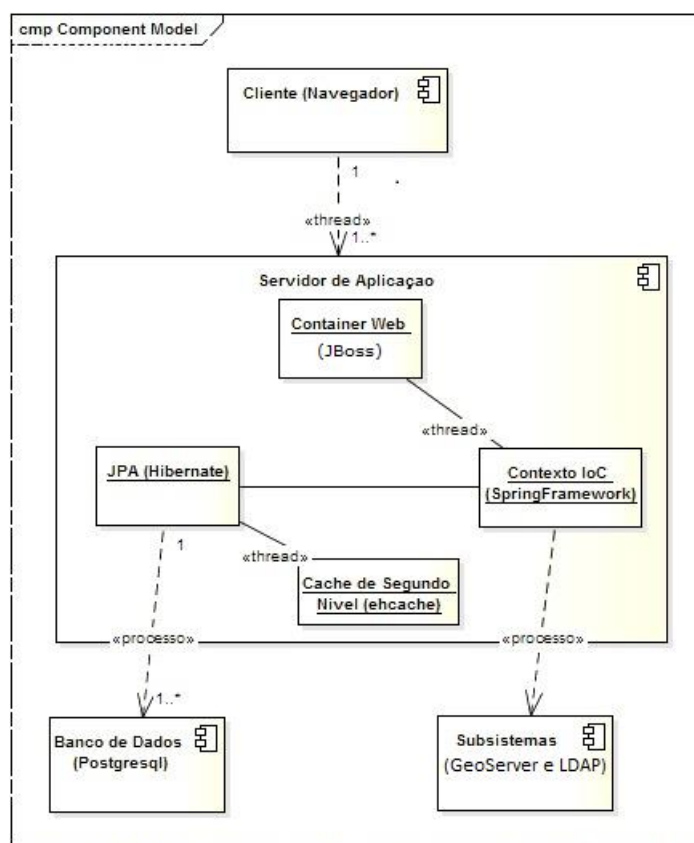 cmp Component Model
Cliente (Navegador)
1
«thread»
1..*
Servidor de Aplicaçao
Container Web
(JBoss)
«thread»
JPA (Hibernate)
Contexto IoC
(SpringFramework)
1
«thread»
Cache de Segundo
Nivel (ehcache)
«processo»
«processo»
1..*
Banco de Dados
(Postgresql)
Subsistemas
(GeoServer e LDAP)